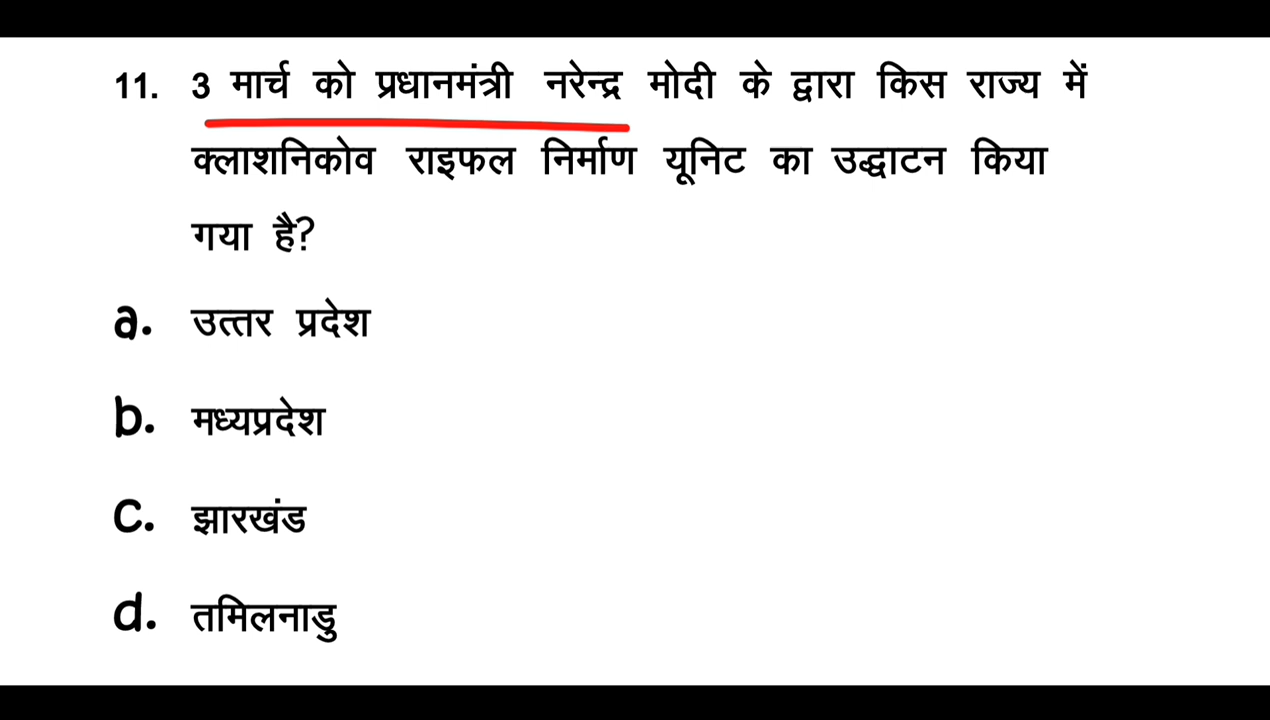 11. 3 मार्च को प्रधानमंत्री नरेन्द्र मोदी के द्वारा किस राज्य में
क्लाशनिकोव राइफल निर्माण यूनिट का उद्घाटन किया
गया है?
a. उत्तर प्रदेश
b. मध्यप्रदेश
c. झारखंड
d. तमिलनाडु